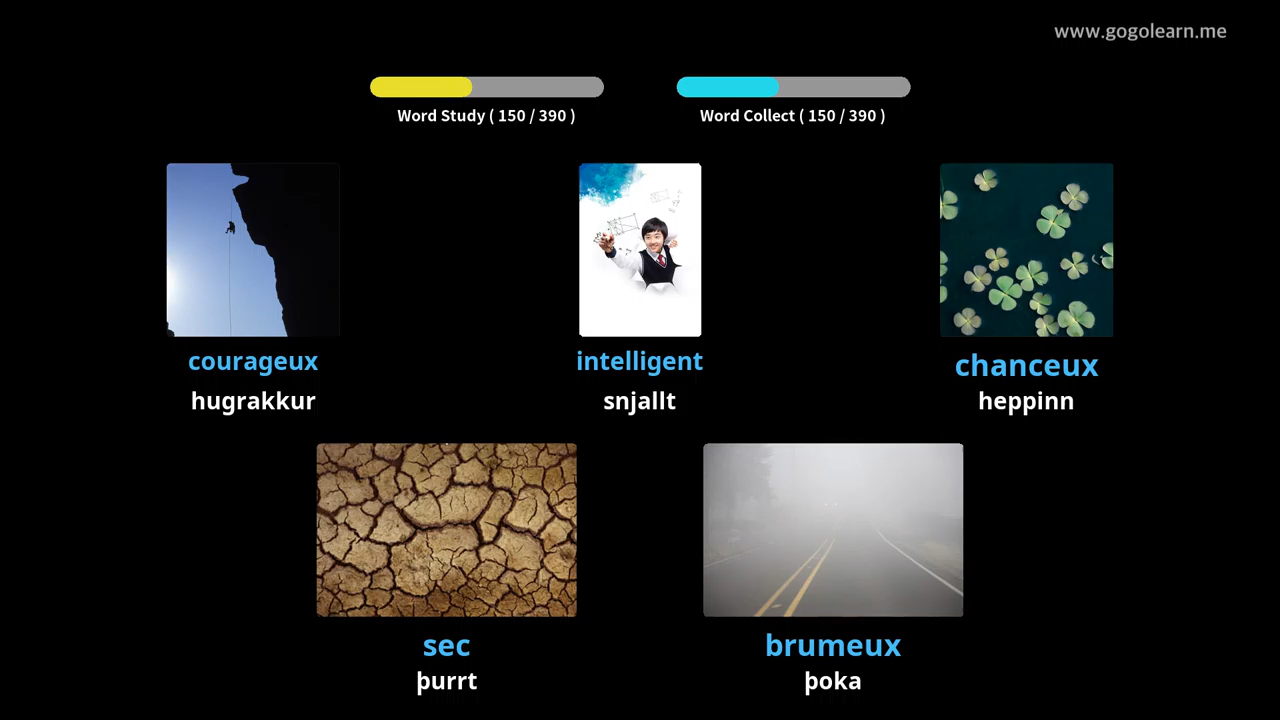 www.gogolearn.me
Word Study ( 150 / 390 )
Word Collect ( 150 / 390 )
courageux
hugrakkur
intelligent
snjallt
chanceux
heppinn
sec
þurrt
brumeux
þoka